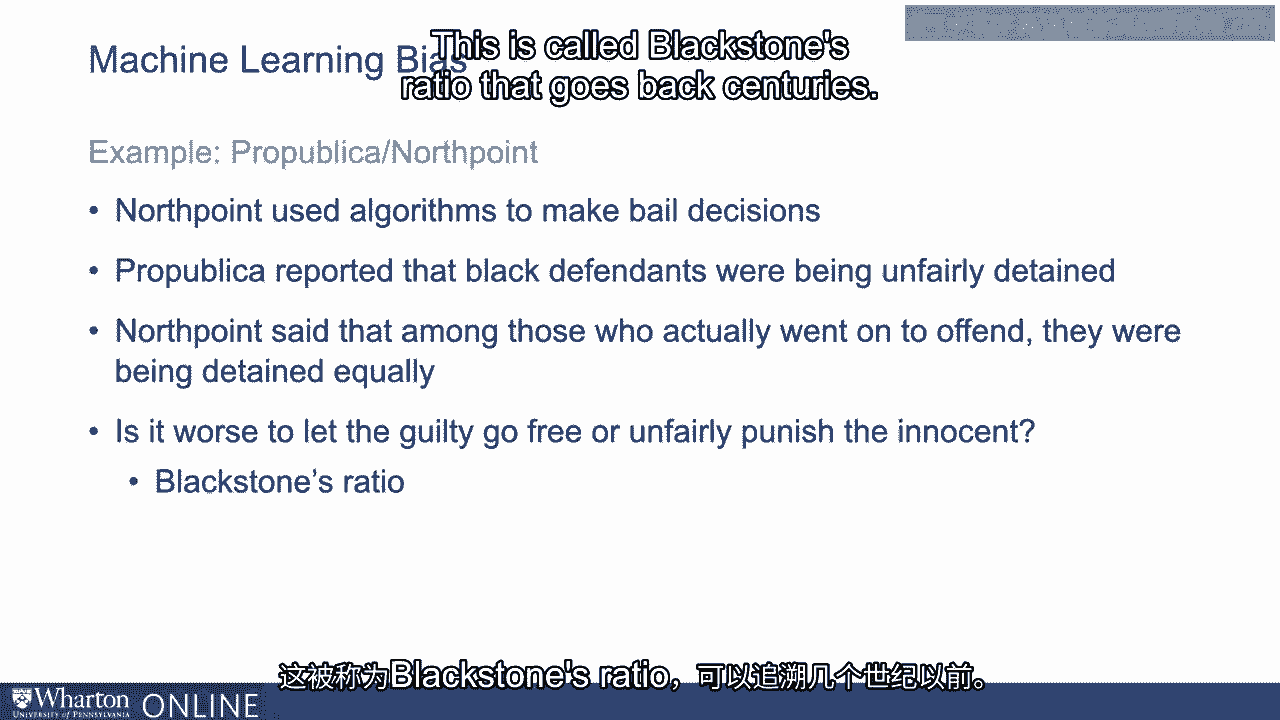 This is called Blackstone's
ratio that goes back centuries.
Machine Learning Bias
Example: Propublica/Northpoint
• Northpoint used algorithms to make bail decisions
• Propublica reported that black defendants were being unfairly detained
• Northpoint said that among those who actually went on to offend, they were
being detained equally
• Is it worse to let the guilty go free or unfairly punish the innocent?
• Blackstone’s ratio
这被称为Blackstone's ratio，可以追溯几个世纪以前。
Wharton ONLINE
UNIVERSITY of PENNSYLVANIA